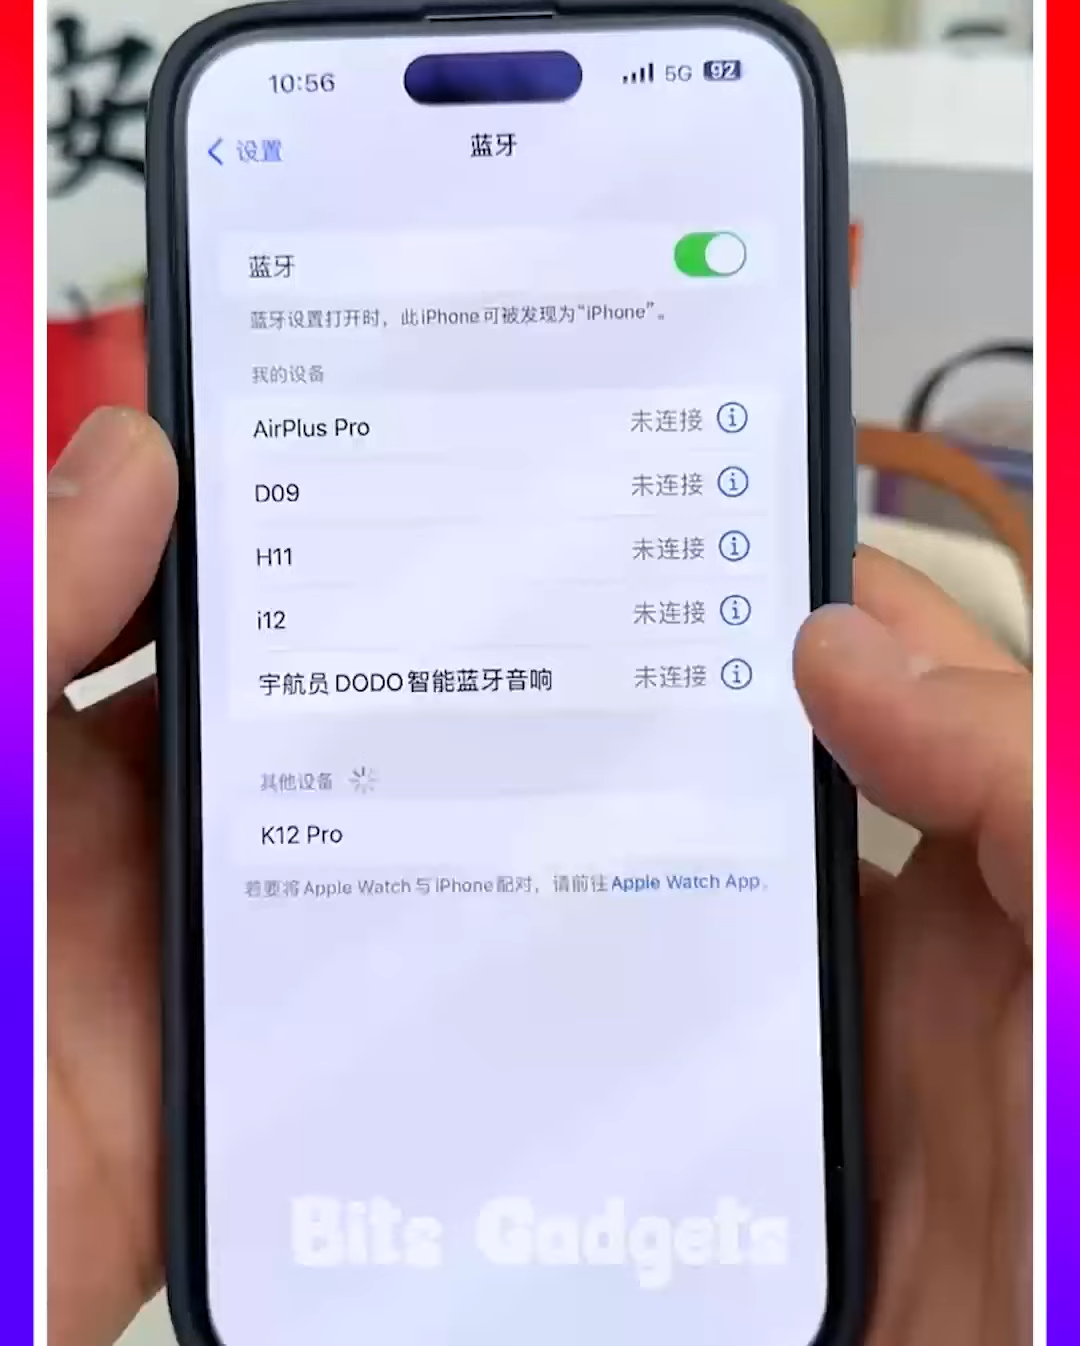 安
10:56
5G 92
设置
蓝牙
蓝牙
蓝牙设置打开时，此iPhone可被发现为“iPhone”。
我的设备
AirPlus Pro 未连接
D09 未连接
H11 未连接
i12 未连接
宇航员DODO智能蓝牙音响 未连接
其他设备
K12 Pro
若要将Apple Watch与iPhone配对，请前往Apple Watch App。
Bits Gadgets